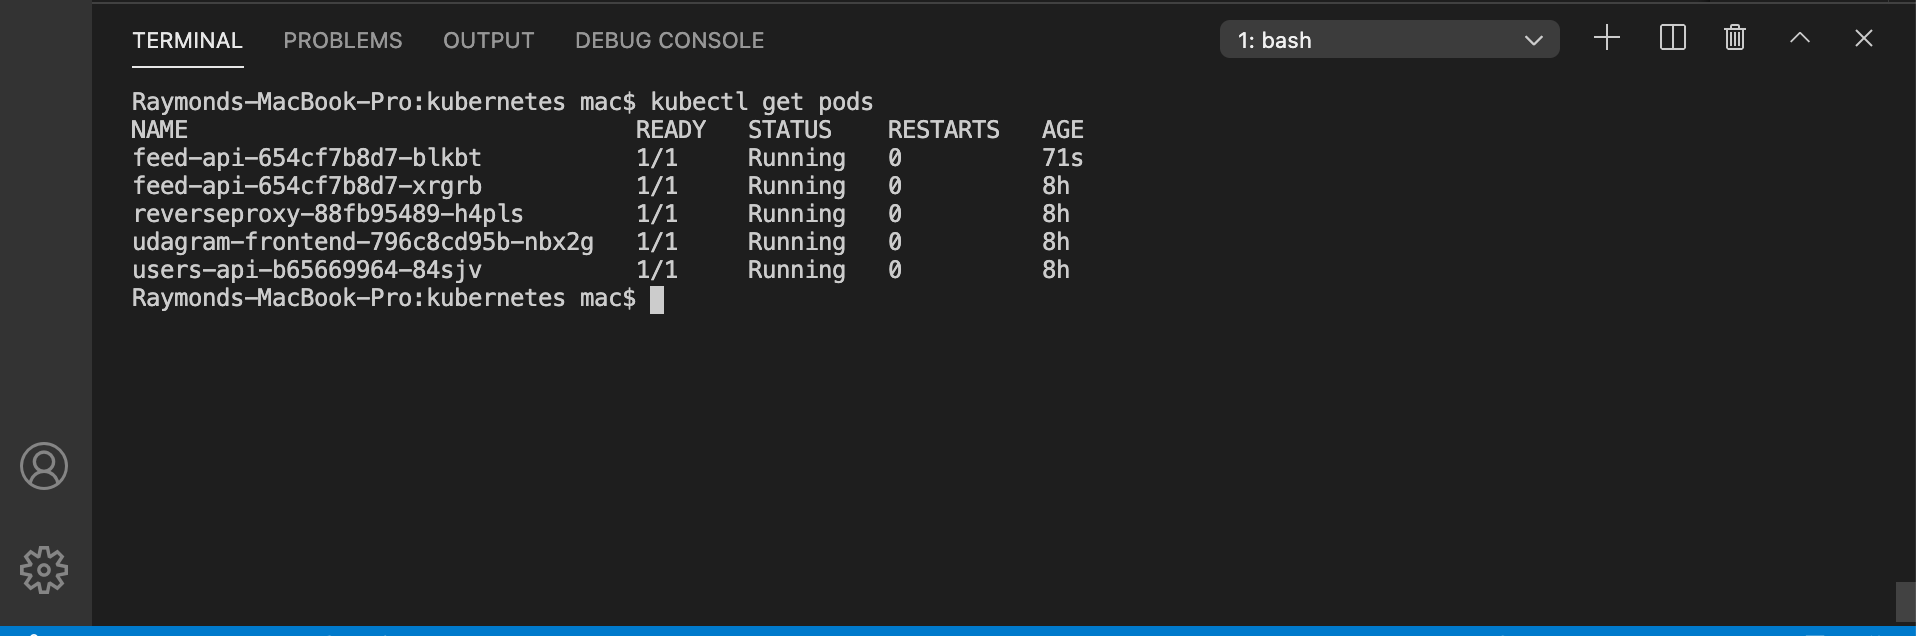 TERMINAL PROBLEMS OUTPUT DEBUG CONSOLE 1: bash
Raymonds-MacBook-Pro:kubernetes mac$ kubectl get pods
NAME READY STATUS RESTARTS AGE
feed-api-654cf7b8d7-blkbt 1/1 Running 0 71s
feed-api-654cf7b8d7-xrgrb 1/1 Running 0 8h
reverseproxy-88fb95489-h4pls 1/1 Running 0 8h
udagram-frontend-796c8cd95b-nbx2g 1/1 Running 0 8h
users-api-b65669964-84sjv 1/1 Running 0 8h
Raymonds-MacBook-Pro:kubernetes mac$